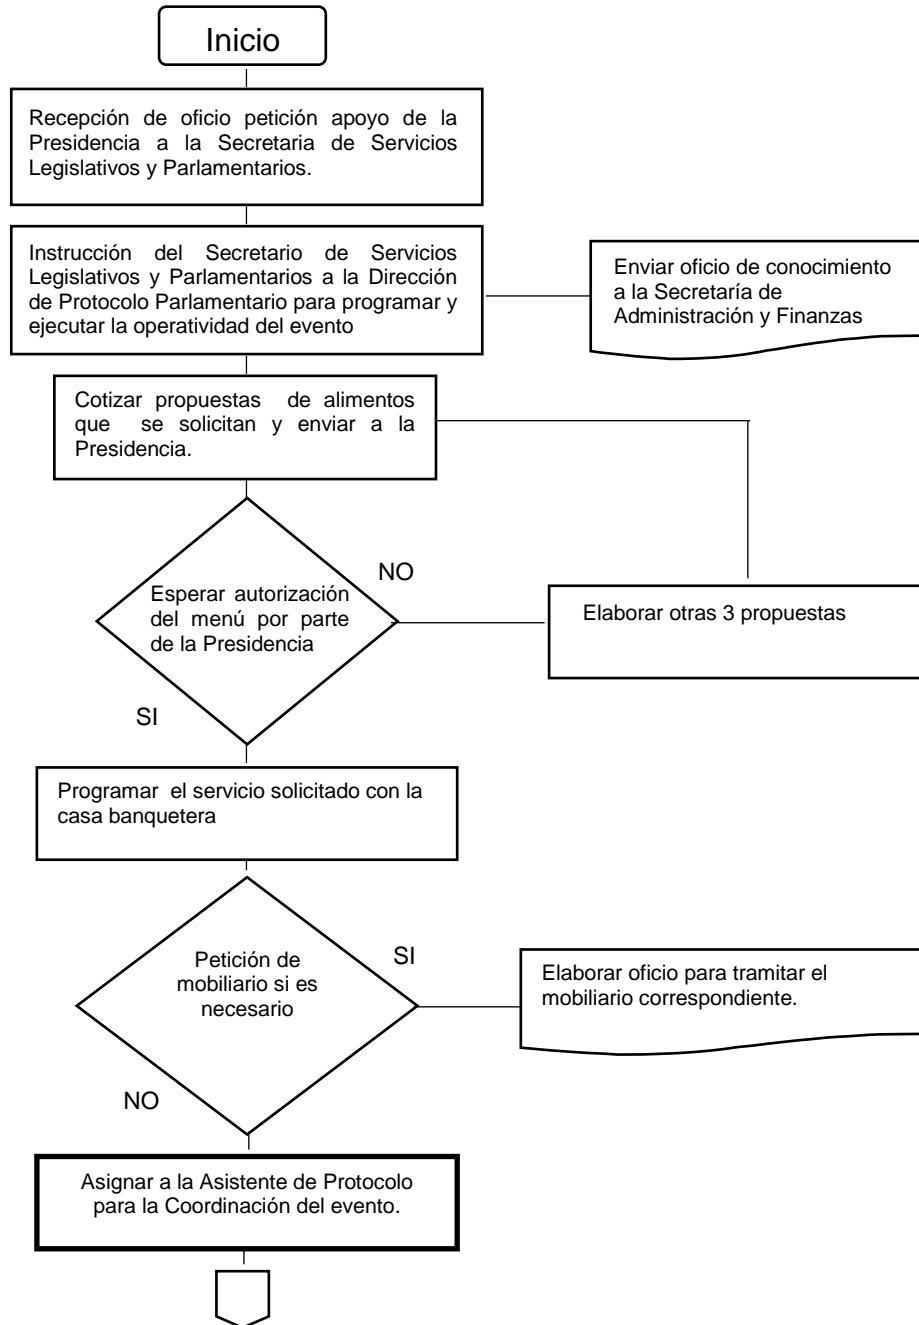 Inicio
Recepción de oficio petición apoyo de la
Presidencia a la Secretaria de Servicios
Legislativos y Parlamentarios.
Instrucción del Secretario de Servicios
Legislativos y Parlamentarios a la Dirección
de Protocolo Parlamentario para programar y
ejecutar la operatividad del evento
Enviar oficio de conocimiento
a la Secretaría de
Administración y Finanzas
Cotizar propuestas de alimentos
que se solicitan y enviar a la
Presidencia.
NO
Esperar autorización
del menú por parte
de la Presidencia
Elaborar otras 3 propuestas
SI
Programar el servicio solicitado con la
casa banquetera
SI
Petición de
mobiliario si es
necesario
Elaborar oficio para tramitar el
mobiliario correspondiente.
NO
Asignar a la Asistente de Protocolo
para la Coordinación del evento.